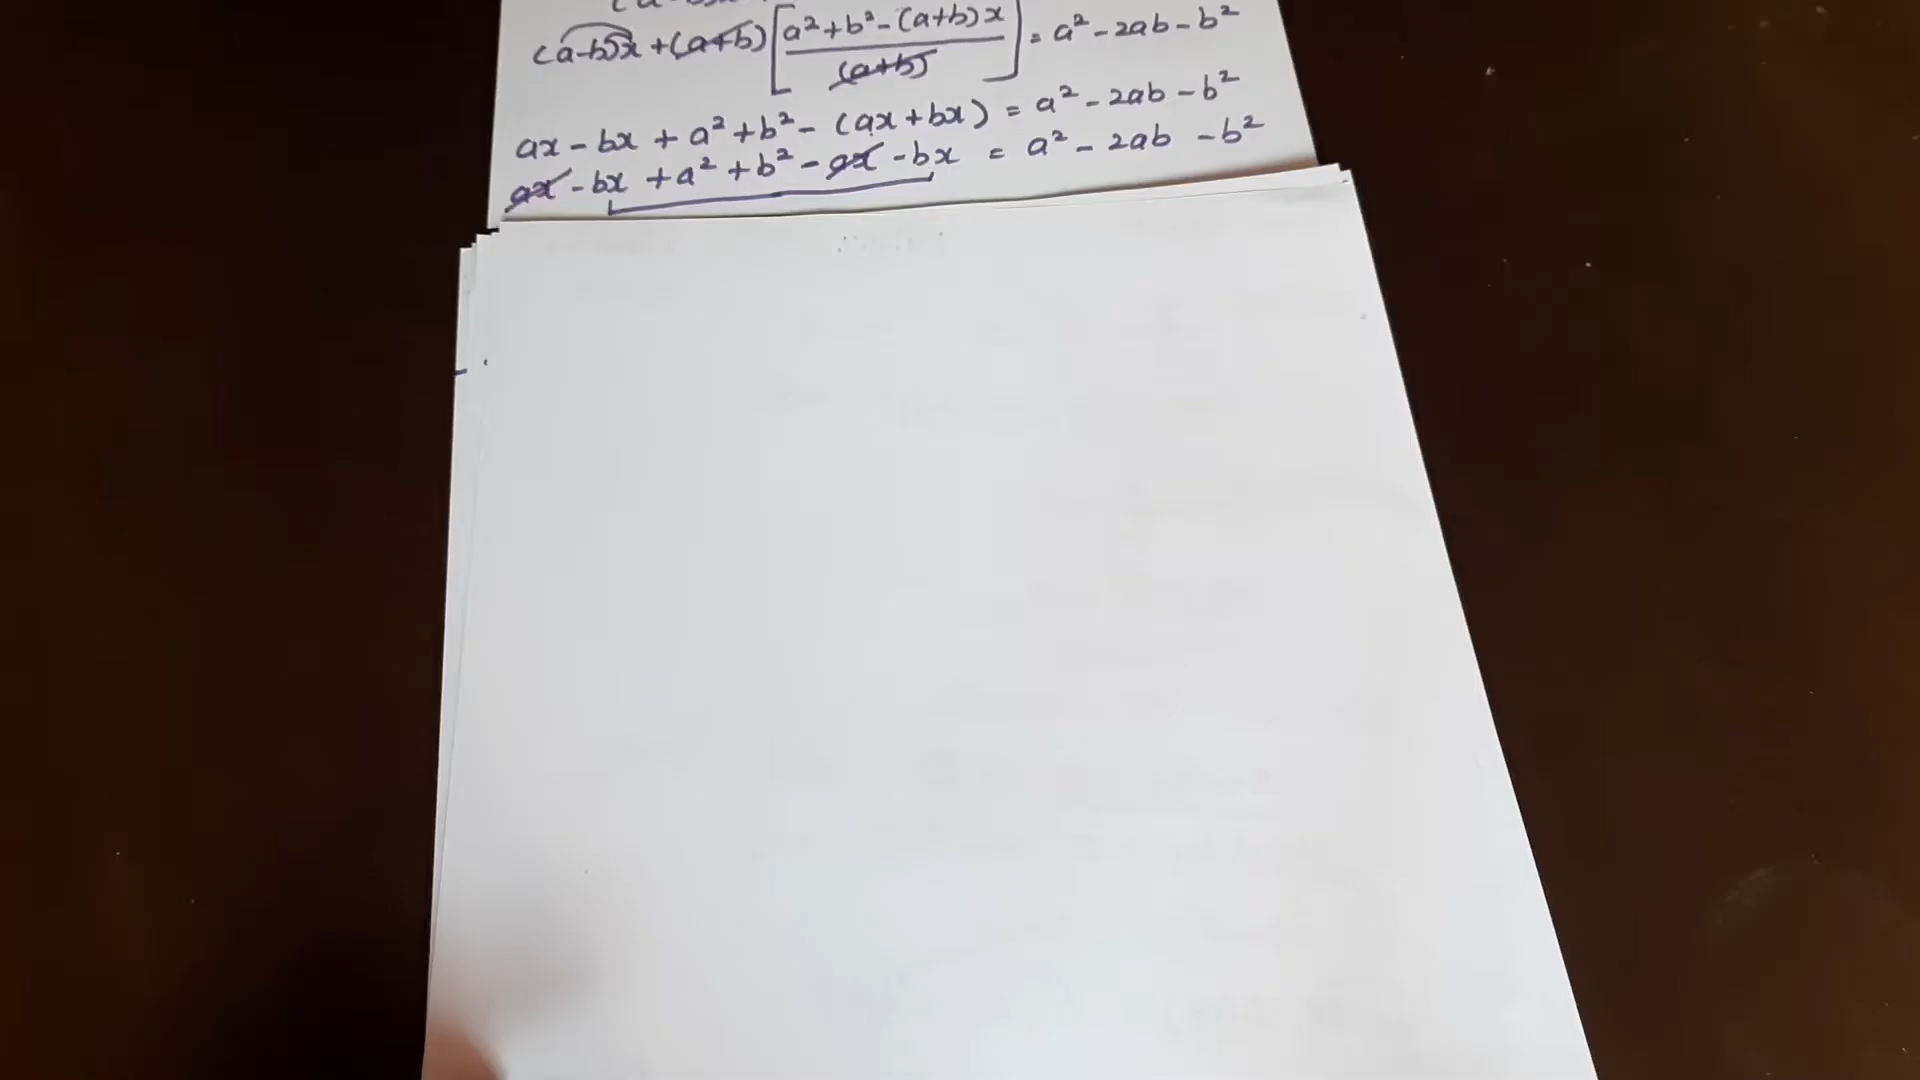 (a-b)x + (a+b) [ a²+b²-(a+b)x / (a+b) ] = a² - 2ab - b²
ax - bx + a² + b² - (ax + bx) = a² - 2ab - b²
ax - bx + a² + b² - ax - bx = a² - 2ab - b²